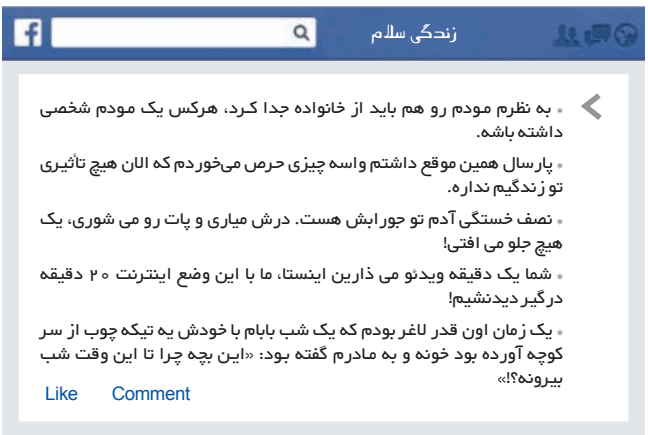 زندگی سلام
* به نظرم مودم رو هم باید از خانواده جدا کرد، هرکس یک مودم شخصی
داشته باشه.
* پارسال همین موقع داشتم واسه چیزی حرص می‌خوردم که الان هیچ تأثیری
تو زندگیم نداره.
* نصف خستگی آدم تو جورابش هست. درش میاری و پات رو می شوری، یک
هیچ جلو می افتی!
* شما یک دقیقه ویدئو می ذارین اینستا، ما با این وضع اینترنت ۲۰ دقیقه
درگیر دیدنشیم!
* یک زمان اون قدر لاغر بودم که یک شب بابام با خودش یه تیکه چوب از سر
کوچه آورده بود خونه و به مادرم گفته بود: «این بچه چرا تا این وقت شب
بیرونه؟!»
Like Comment